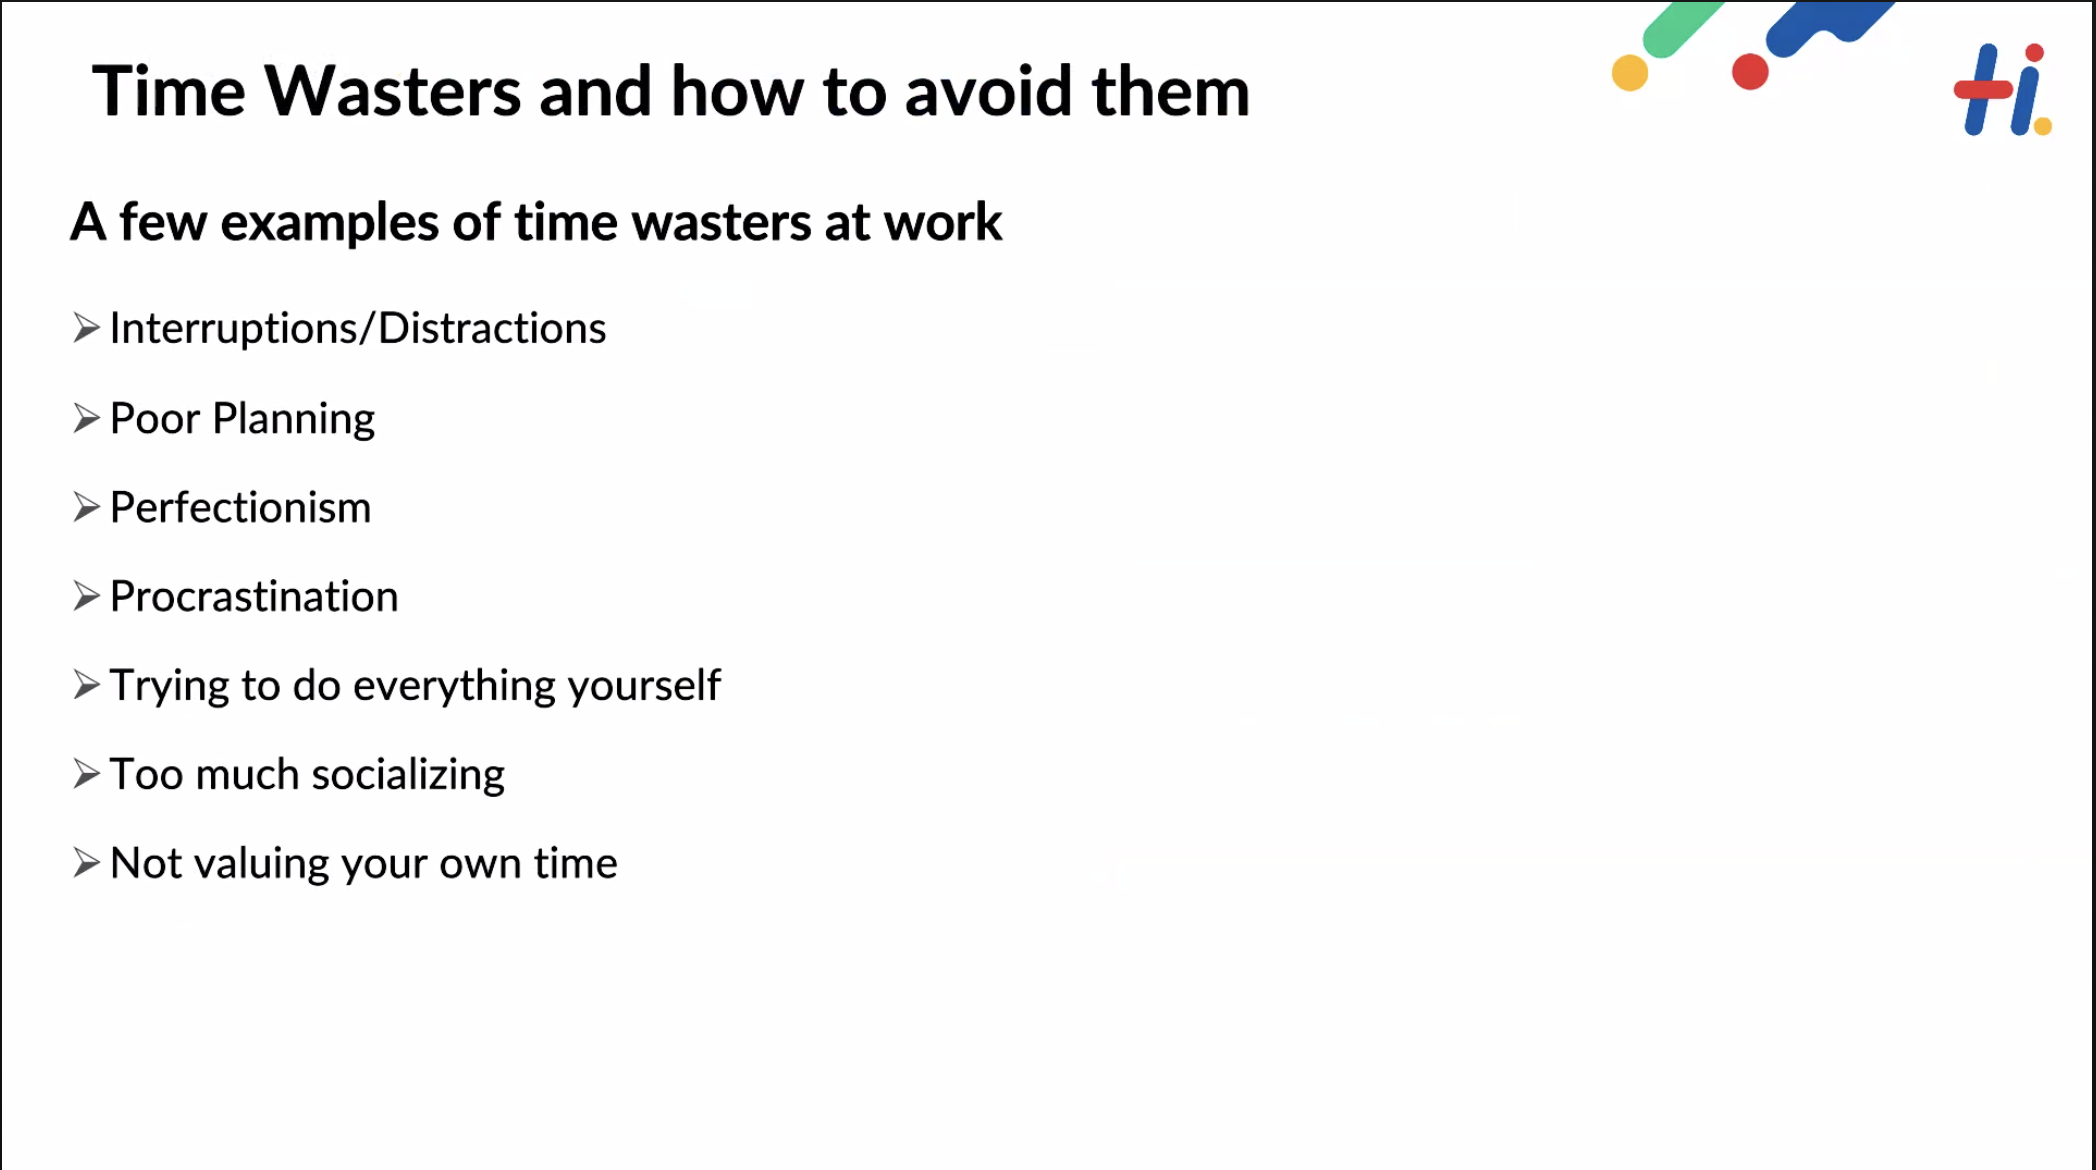 Time Wasters and how to avoid them
Hi.
A few examples of time wasters at work
Interruptions/Distractions
Poor Planning
Perfectionism
Procrastination
Trying to do everything yourself
Too much socializing
Not valuing your own time